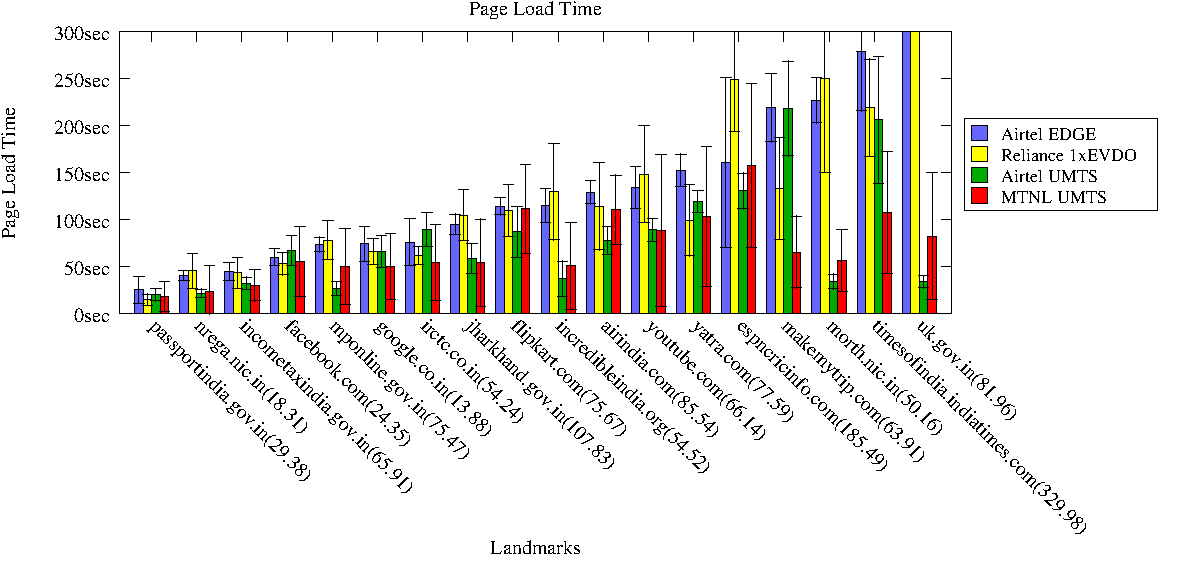 Page Load Time
Page Load Time
300sec
250sec
200sec
150sec
100sec
50sec
0sec
passportindia.gov.in(29.38)
nrega.nic.in(18.31)
incometaxindia.gov.in(65.91)
facebook.com(24.35)
mponline.gov.in(75.47)
google.co.in(13.88)
irctc.co.in(54.24)
jharkhand.gov.in(107.83)
flipkart.com(75.67)
incredibleindia.org(54.52)
airindia.com(85.54)
youtube.com(66.14)
yatra.com(77.59)
espncricinfo.com(185.49)
makemytrip.com(63.91)
morth.nic.in(50.16)
timesofindia.indiatimes.com(329.98)
uk.gov.in(81.96)
Landmarks
Airtel EDGE
Reliance 1xEVDO
Airtel UMTS
MTNL UMTS